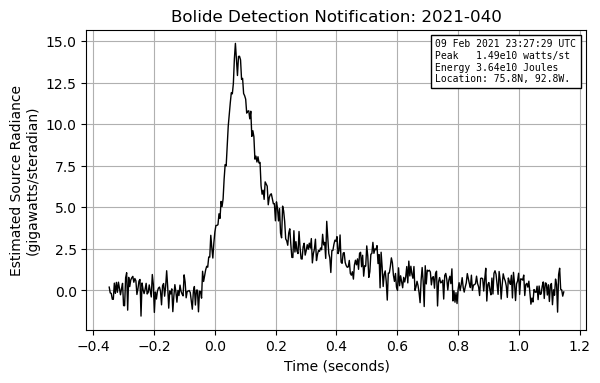 Bolide Detection Notification: 2021-040
09 Feb 2021 23:27:29 UTC
Peak   1.49e10 watts/st
Energy 3.64e10 Joules
Location: 75.8N, 92.8W.
Estimated Source Radiance
(gigawatts/steradian)
15.0
12.5
10.0
7.5
5.0
2.5
0.0
−0.4 −0.2 0.0 0.2 0.4 0.6 0.8 1.0 1.2
Time (seconds)